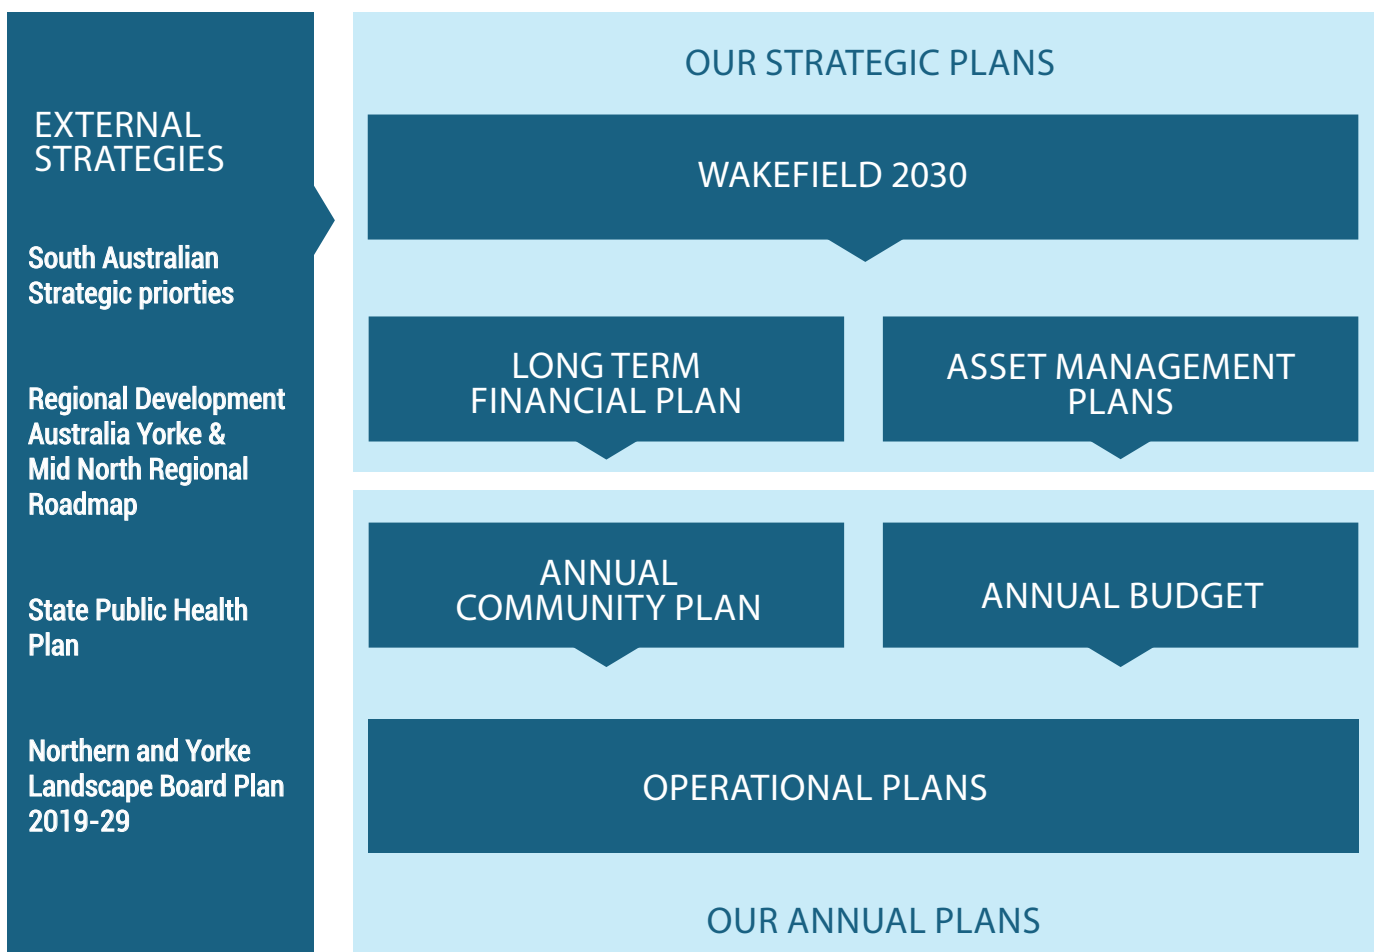 EXTERNAL
STRATEGIES
South Australian
Strategic priorties
Regional Development
Australia Yorke &
Mid North Regional
Roadmap
State Public Health
Plan
Northern and Yorke
Landscape Board Plan
2019-29
OUR STRATEGIC PLANS
WAKEFIELD 2030
LONG TERM
FINANCIAL PLAN
ASSET MANAGEMENT
PLANS
ANNUAL
COMMUNITY PLAN
ANNUAL BUDGET
OPERATIONAL PLANS
OUR ANNUAL PLANS